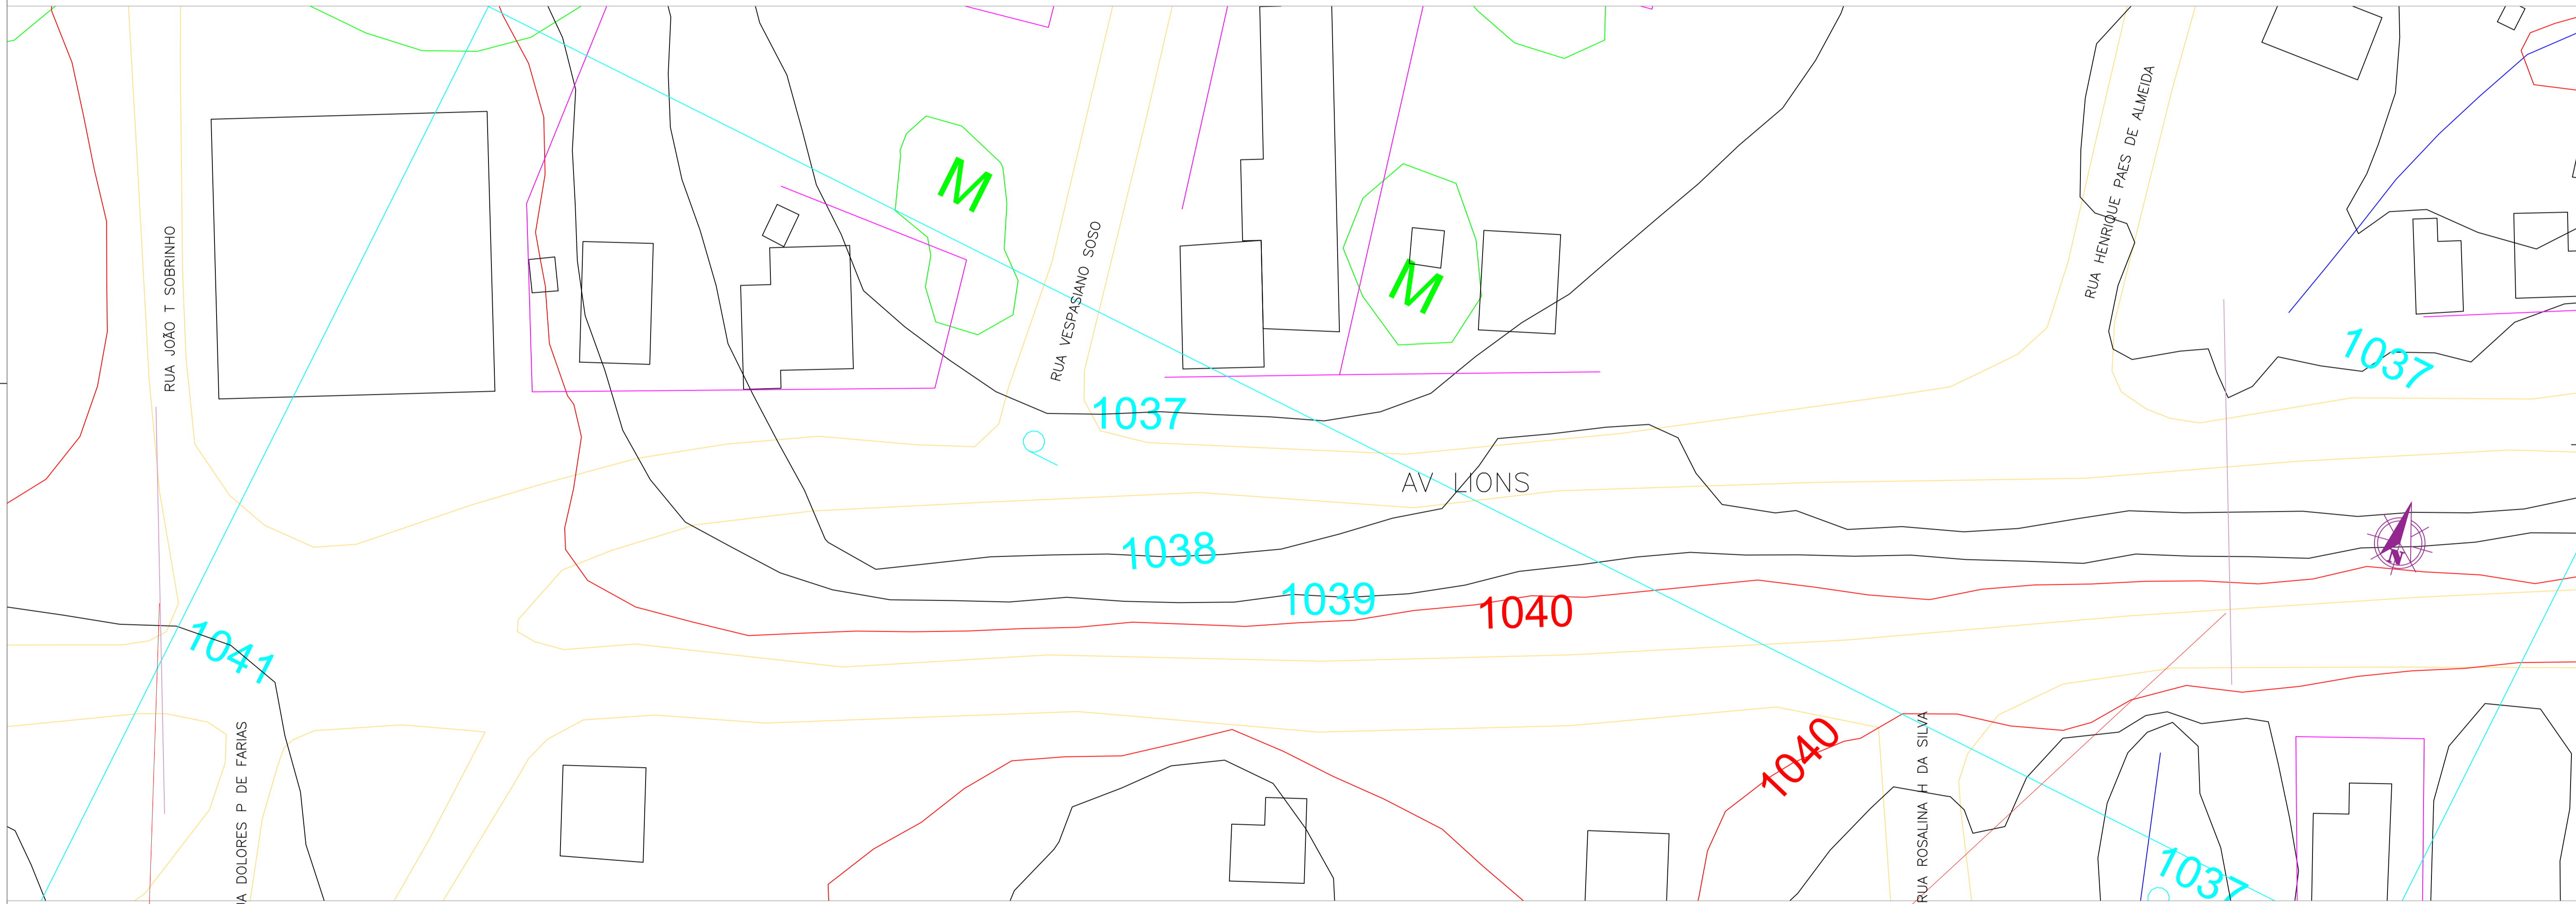 RUA HENRIQUE PAES DE ALMEIDA
M
RUA JOÃO T SOBRINHO
RUA VESPASIANO SOSO
M
1037
1037
AV LIONS
1038
N
1039
1040
1041
1040
DOLORES P DE FARIAS
RUA ROSALINA H DA SILVA
1037